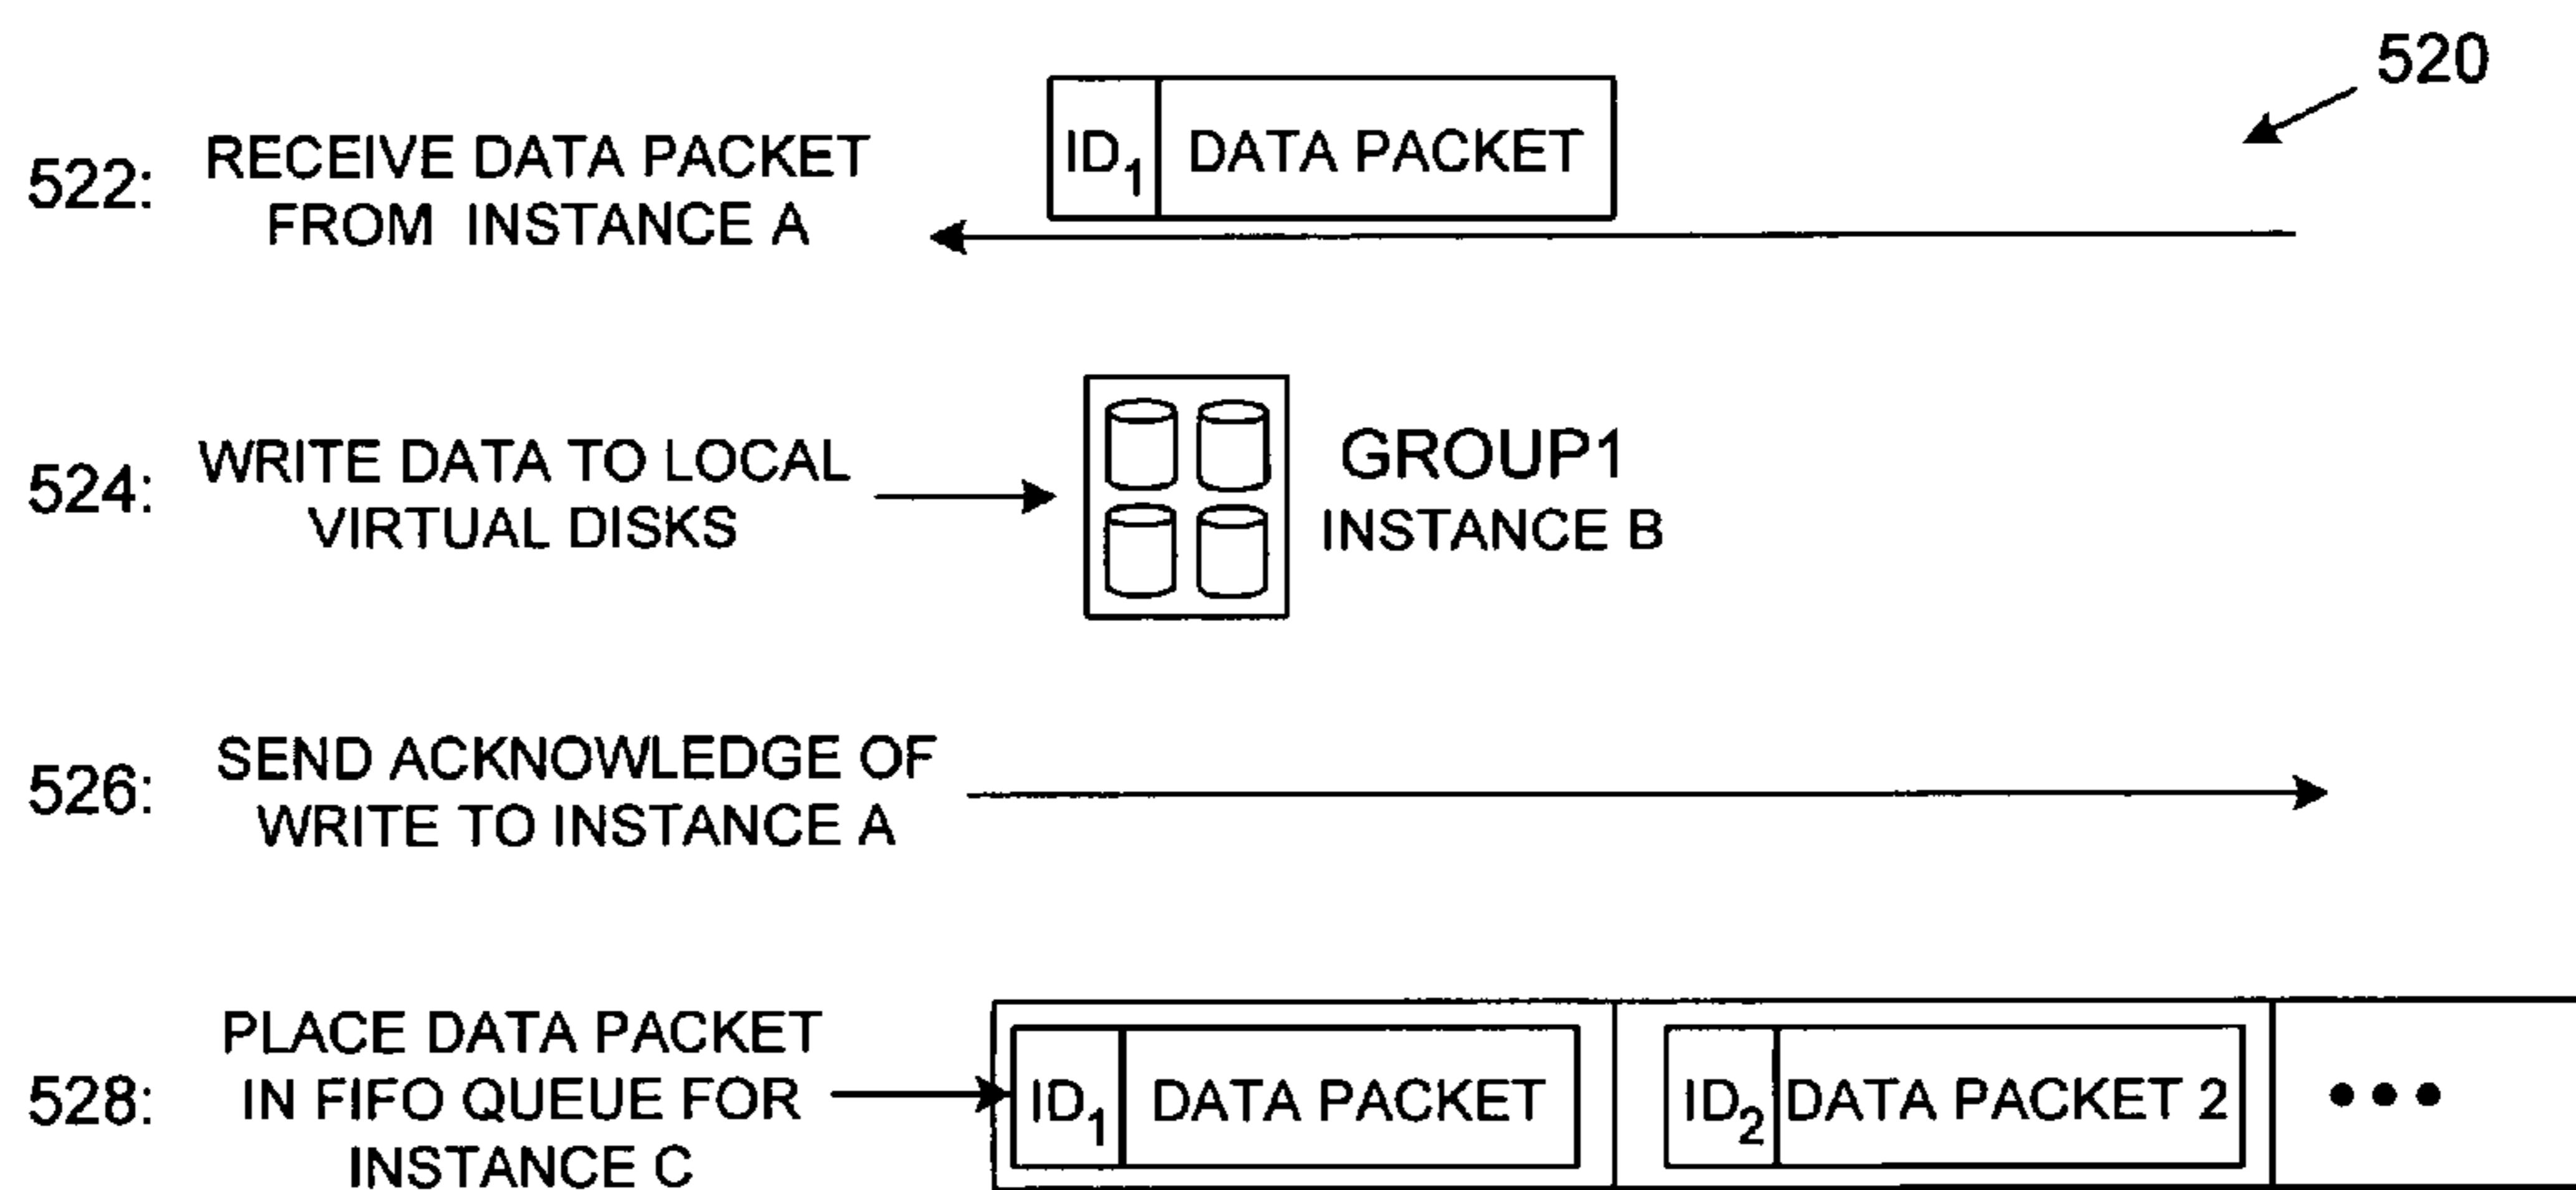 520
522: RECEIVE DATA PACKET
FROM INSTANCE A
ID1 DATA PACKET
524: WRITE DATA TO LOCAL
VIRTUAL DISKS
GROUP1
INSTANCE B
526: SEND ACKNOWLEDGE OF
WRITE TO INSTANCE A
528: PLACE DATA PACKET
IN FIFO QUEUE FOR
INSTANCE C
ID1 DATA PACKET ID2 DATA PACKET 2 •••